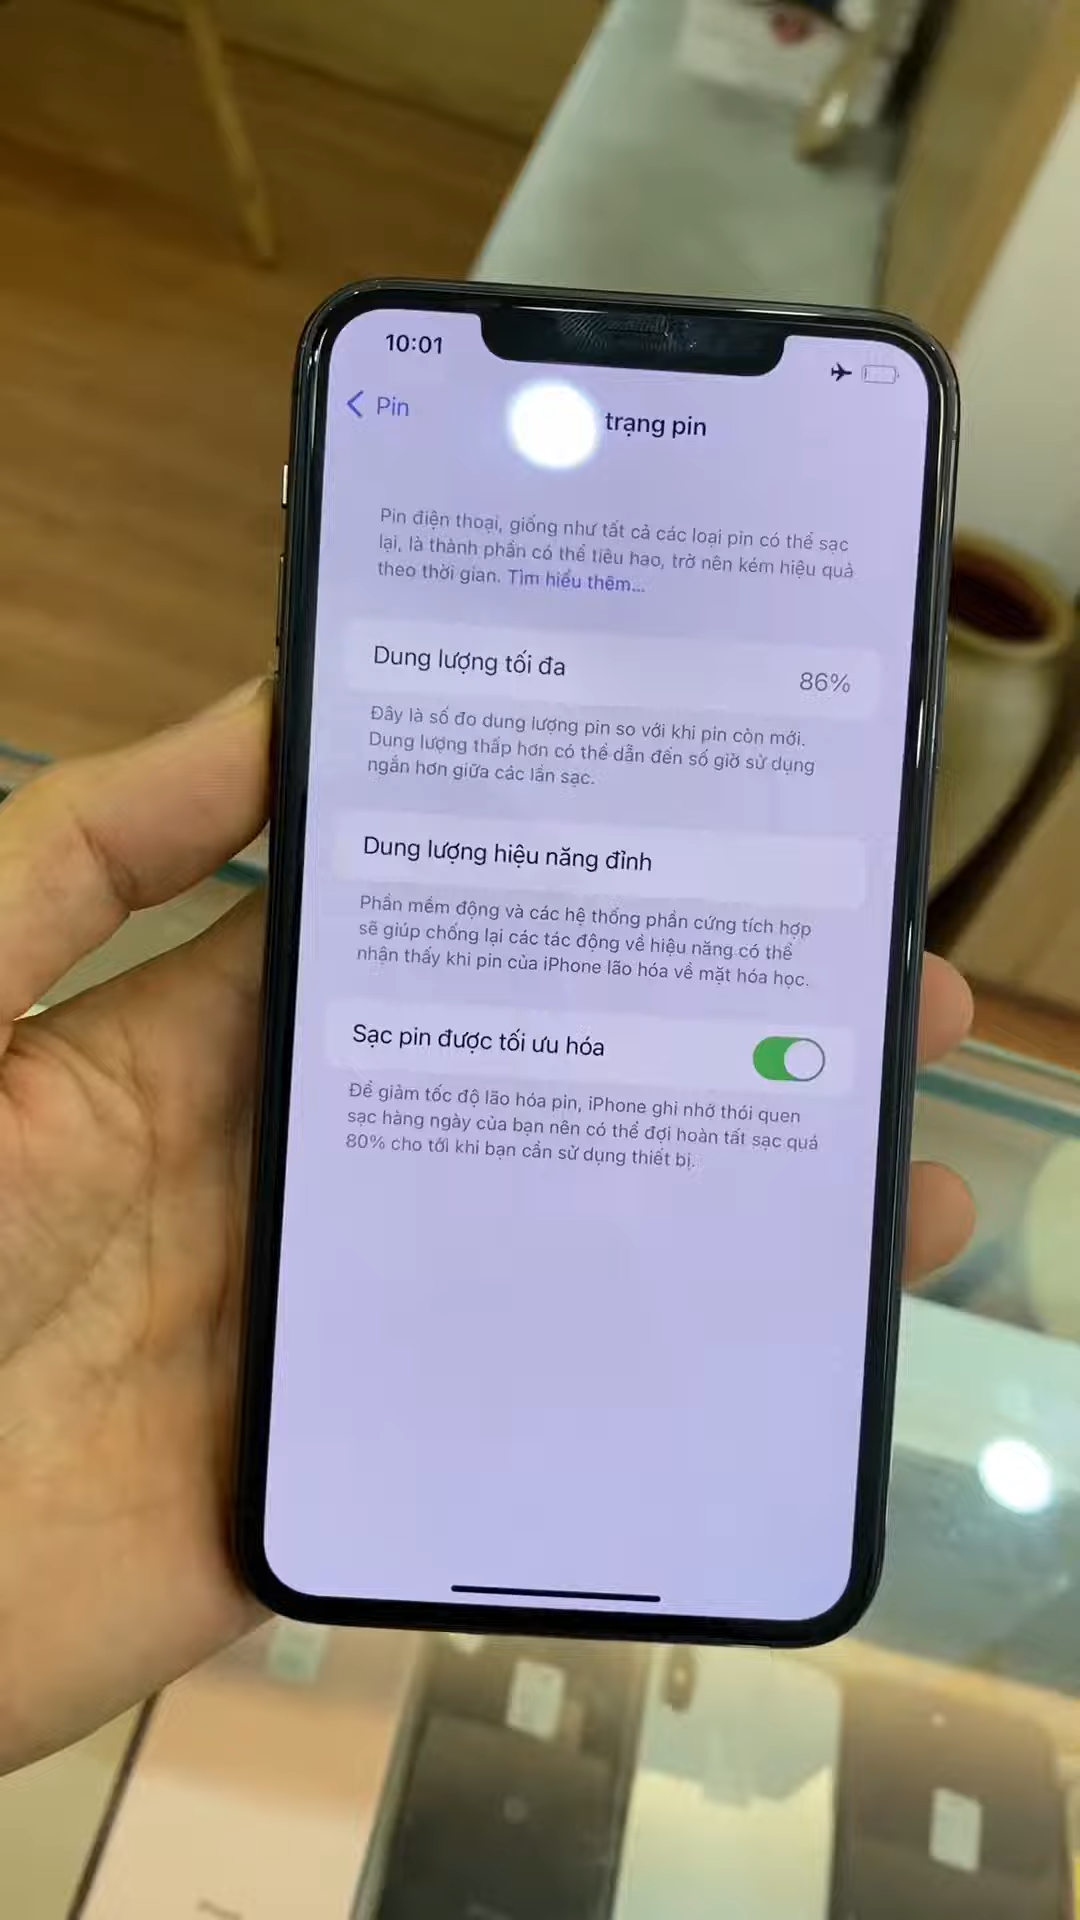 10:01
Pin
trạng pin
Pin điện thoại, giống như tất cả các loại pin có thể sạc
lại, là thành phần có thể tiêu hao, trở nên kém hiệu quả
theo thời gian. Tìm hiểu thêm...
Dung lượng tối đa
86%
Đây là số đo dung lượng pin so với khi pin còn mới.
Dung lượng thấp hơn có thể dẫn đến số giờ sử dụng
ngắn hơn giữa các lần sạc.
Dung lượng hiệu năng đỉnh
Phần mềm động và các hệ thống phần cứng tích hợp
sẽ giúp chống lại các tác động về hiệu năng có thể
nhận thấy khi pin của iPhone lão hóa về mặt hóa học.
Sạc pin được tối ưu hóa
Để giảm tốc độ lão hóa pin, iPhone ghi nhớ thói quen
sạc hàng ngày của bạn nên có thể đợi hoàn tất sạc quá
80% cho tới khi bạn cần sử dụng thiết bị.